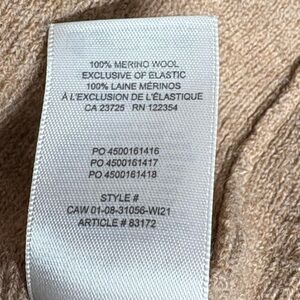 100% MERINO WOOL
EXCLUSIVE OF ELASTIC
100% LAINE MÉRINOS
À L'EXCLUSION DE L'ÉLASTIQUE
CA 23725 RN 122354
PO 4500161416
PO 4500161417
PO 4500161418
STYLE #
CAW 01-08-31056-WI21
ARTICLE # 83172